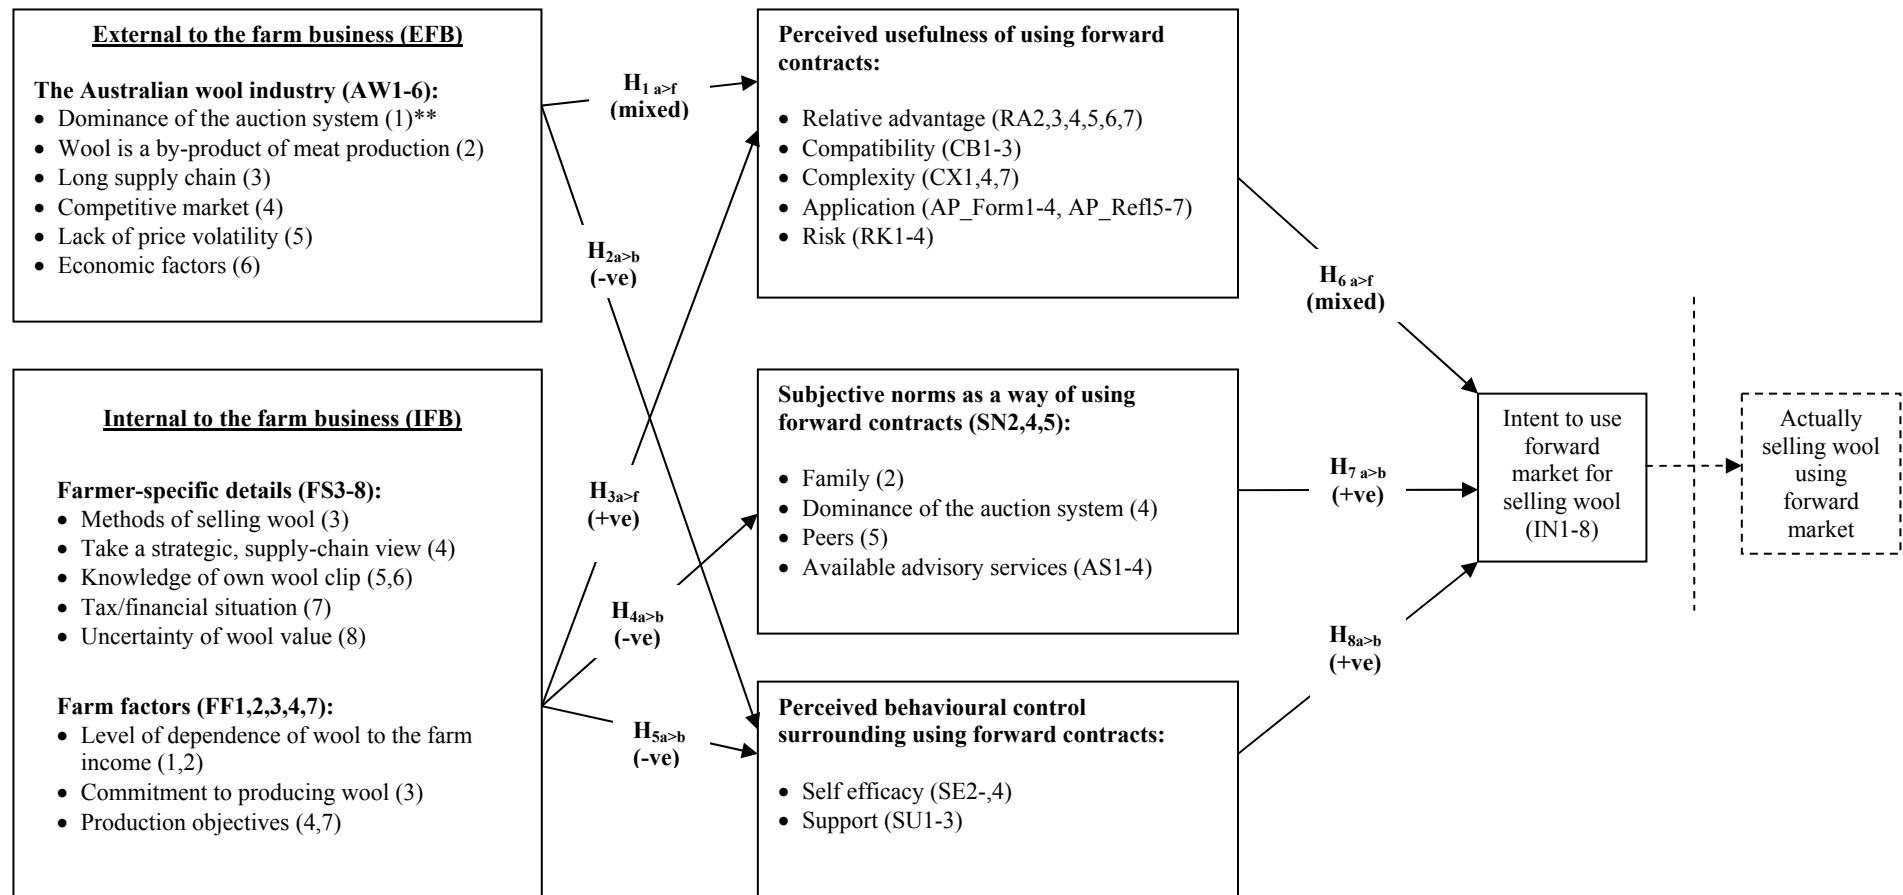 External to the farm business (EFB)
The Australian wool industry (AW1-6):
• Dominance of the auction system (1)**
• Wool is a by-product of meat production (2)
• Long supply chain (3)
• Competitive market (4)
• Lack of price volatility (5)
• Economic factors (6)
Internal to the farm business (IFB)
Farmer-specific details (FS3-8):
• Methods of selling wool (3)
• Take a strategic, supply-chain view (4)
• Knowledge of own wool clip (5,6)
• Tax/financial situation (7)
• Uncertainty of wool value (8)
Farm factors (FF1,2,3,4,7):
• Level of dependence of wool to the farm
income (1,2)
• Commitment to producing wool (3)
• Production objectives (4,7)
H1 a>f
(mixed)
H2a>b
(-ve)
H3a>f
(+ve)
H4a>b
(-ve)
H5a>b
(-ve)
Perceived usefulness of using forward
contracts:
• Relative advantage (RA2,3,4,5,6,7)
• Compatibility (CB1-3)
• Complexity (CX1,4,7)
• Application (AP_Form1-4, AP_Refl5-7)
• Risk (RK1-4)
Subjective norms as a way of using
forward contracts (SN2,4,5):
• Family (2)
• Dominance of the auction system (4)
• Peers (5)
• Available advisory services (AS1-4)
Perceived behavioural control
surrounding using forward contracts:
• Self efficacy (SE2-,4)
• Support (SU1-3)
H6 a>f
(mixed)
H7 a>b
(+ve)
H8a>b
(+ve)
Intent to use
forward
market for
selling wool
(IN1-8)
Actually
selling wool
using
forward
market